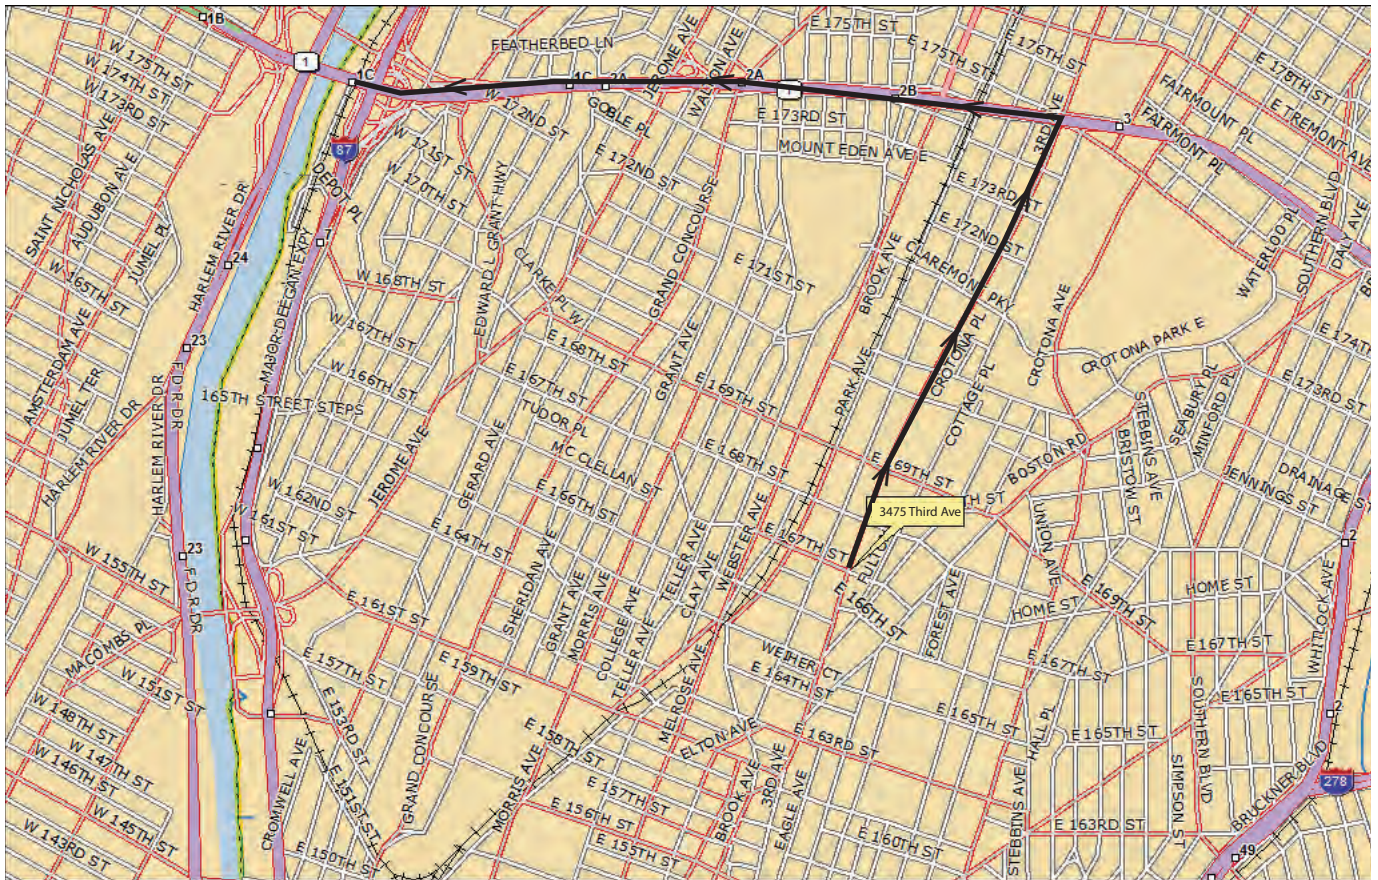 1B
1
1C
FEATHERBED LN
JEROME AVE
WALTON AVE
E 175TH ST
E 175TH ST
E 176TH ST
E 178TH ST
E TREMONT AVE
FAIRMOUNT PL
FAIRMONT PL
W 175TH ST
W 174TH ST
W 173RD ST
1C
2A
2A
2B
3
3RD AVE
GOBLE PL
E 173RD ST
MOUNT EDEN AVE E
W 172ND ST
E 172ND ST
W 171ST ST
W 170TH ST
87
DEPOT PL
7
SAINT NICHOLAS AVE
AUDUBON AVE
JUMEL PL
W 165TH ST
HARLEM RIVER DR
24
MAJOR DEEGAN EXPY
EDWARD L GRANT HWY
GRAND CONCOURSE
E 173RD ST
E 172ND ST
CLAREMONT PKY
WATERLOO PL
SOUTHERN BLVD
DALY AVE
W 168TH ST
CLARKE PL W
E 171ST ST
BROOK AVE
AMSTERDAM AVE
JUMEL TER
HARLEM RIVER DR
23
F D R DR
HARLEM RIVER DR
W 167TH ST
W 166TH ST
165TH STREET STEPS
E 168TH ST
E 167TH ST
GRANT AVE
E 169TH ST
PARK AVE
CROTONA PL
COTTAGE PL
CROTONA AVE
CROTONA PARK E
E 174TH
E 173RD ST
SEABURY PL
MINFORD PL
STEBBINS AVE
BRISTOW ST
BOSTON RD
DRAINAGE ST
JENNINGS ST
TUDOR PL
MC CLELLAN ST
JEROME AVE
GERARD AVE
W 162ND ST
W 161ST ST
E 164TH ST
E 166TH ST
E 168TH ST
E 169TH ST
TH ST
3475 Third Ave
UNION AVE
2
W 155TH ST
23
F D R DR
MACOMBS PL
W 151ST ST
E 161ST ST
SHERIDAN AVE
GRANT AVE
MORRIS AVE
COLLEGE AVE
TELLER AVE
TELLER AVE
CLAY AVE
WEBSTER AVE
E 167TH ST
E 166TH ST
FOREST AVE
HOME ST
HOME ST
E 169TH ST
E 167TH ST
E 167TH ST
WHITLOCK AVE
E 165TH ST
2
W 148TH ST
W 147TH ST
W 146TH ST
W 145TH ST
W 143RD ST
E 157TH ST
E 153RD ST
E 151ST ST
E 150TH ST
CROMWELL AVE
GRAND CONCOURSE
E 159TH ST
E 158TH ST
E 157TH ST
E 156TH ST
E 155TH ST
MORRIS AVE
MELROSE AVE
ELTON AVE
WEIHER CT
E 164TH ST
E 163RD ST
BROOK AVE
3RD AVE
EAGLE AVE
E 160TH ST
E 165TH ST
HALL PL
E 165TH ST
STEBBINS AVE
E 163RD ST
SIMPSON ST
SOUTHERN BLVD
BRUCKNER BLVD
278
49